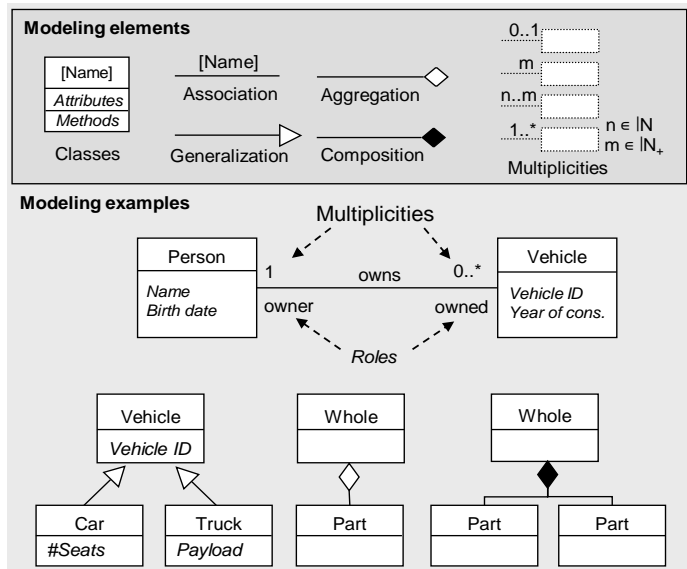 Modeling elements
[Name]
Attributes
Methods
Classes
[Name]
Association
Aggregation
Generalization
Composition
0..1
m
n..m
1..*
n ∈ |N
m ∈ |N+
Multiplicities
Modeling examples
Multiplicities
Person
Name
Birth date
1
owns
0..*
owner
owned
Roles
Vehicle
Vehicle ID
Year of cons.
Vehicle
Vehicle ID
Car
#Seats
Truck
Payload
Whole
Part
Whole
Part
Part